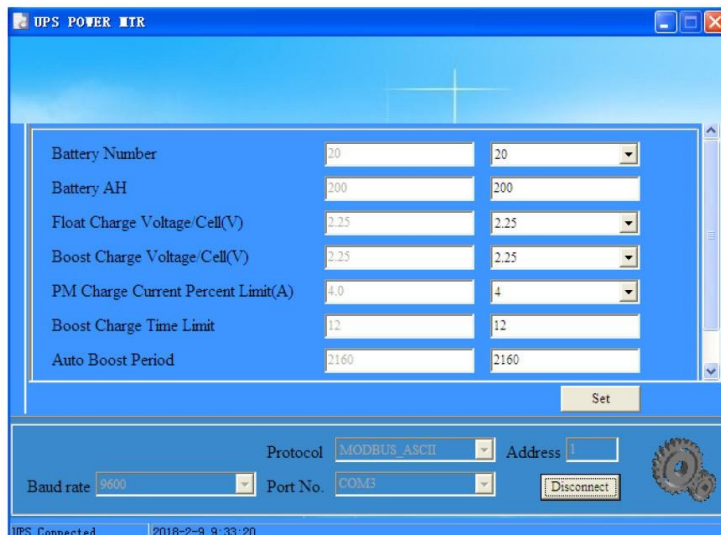 UPS POWER MTR
Battery Number 20 20
Battery AH 200 200
Float Charge Voltage/Cell(V) 2.25 2.25
Boost Charge Voltage/Cell(V) 2.25 2.25
PM Charge Current Percent Limit(A) 4.0 4
Boost Charge Time Limit 12 12
Auto Boost Period 2160 2160
Set
Protocol MODBUS_ASCII Address 1
Baud rate 9600 Port No. COM3 Disconnect
UPS Connected 2018-2-9 9:33:20